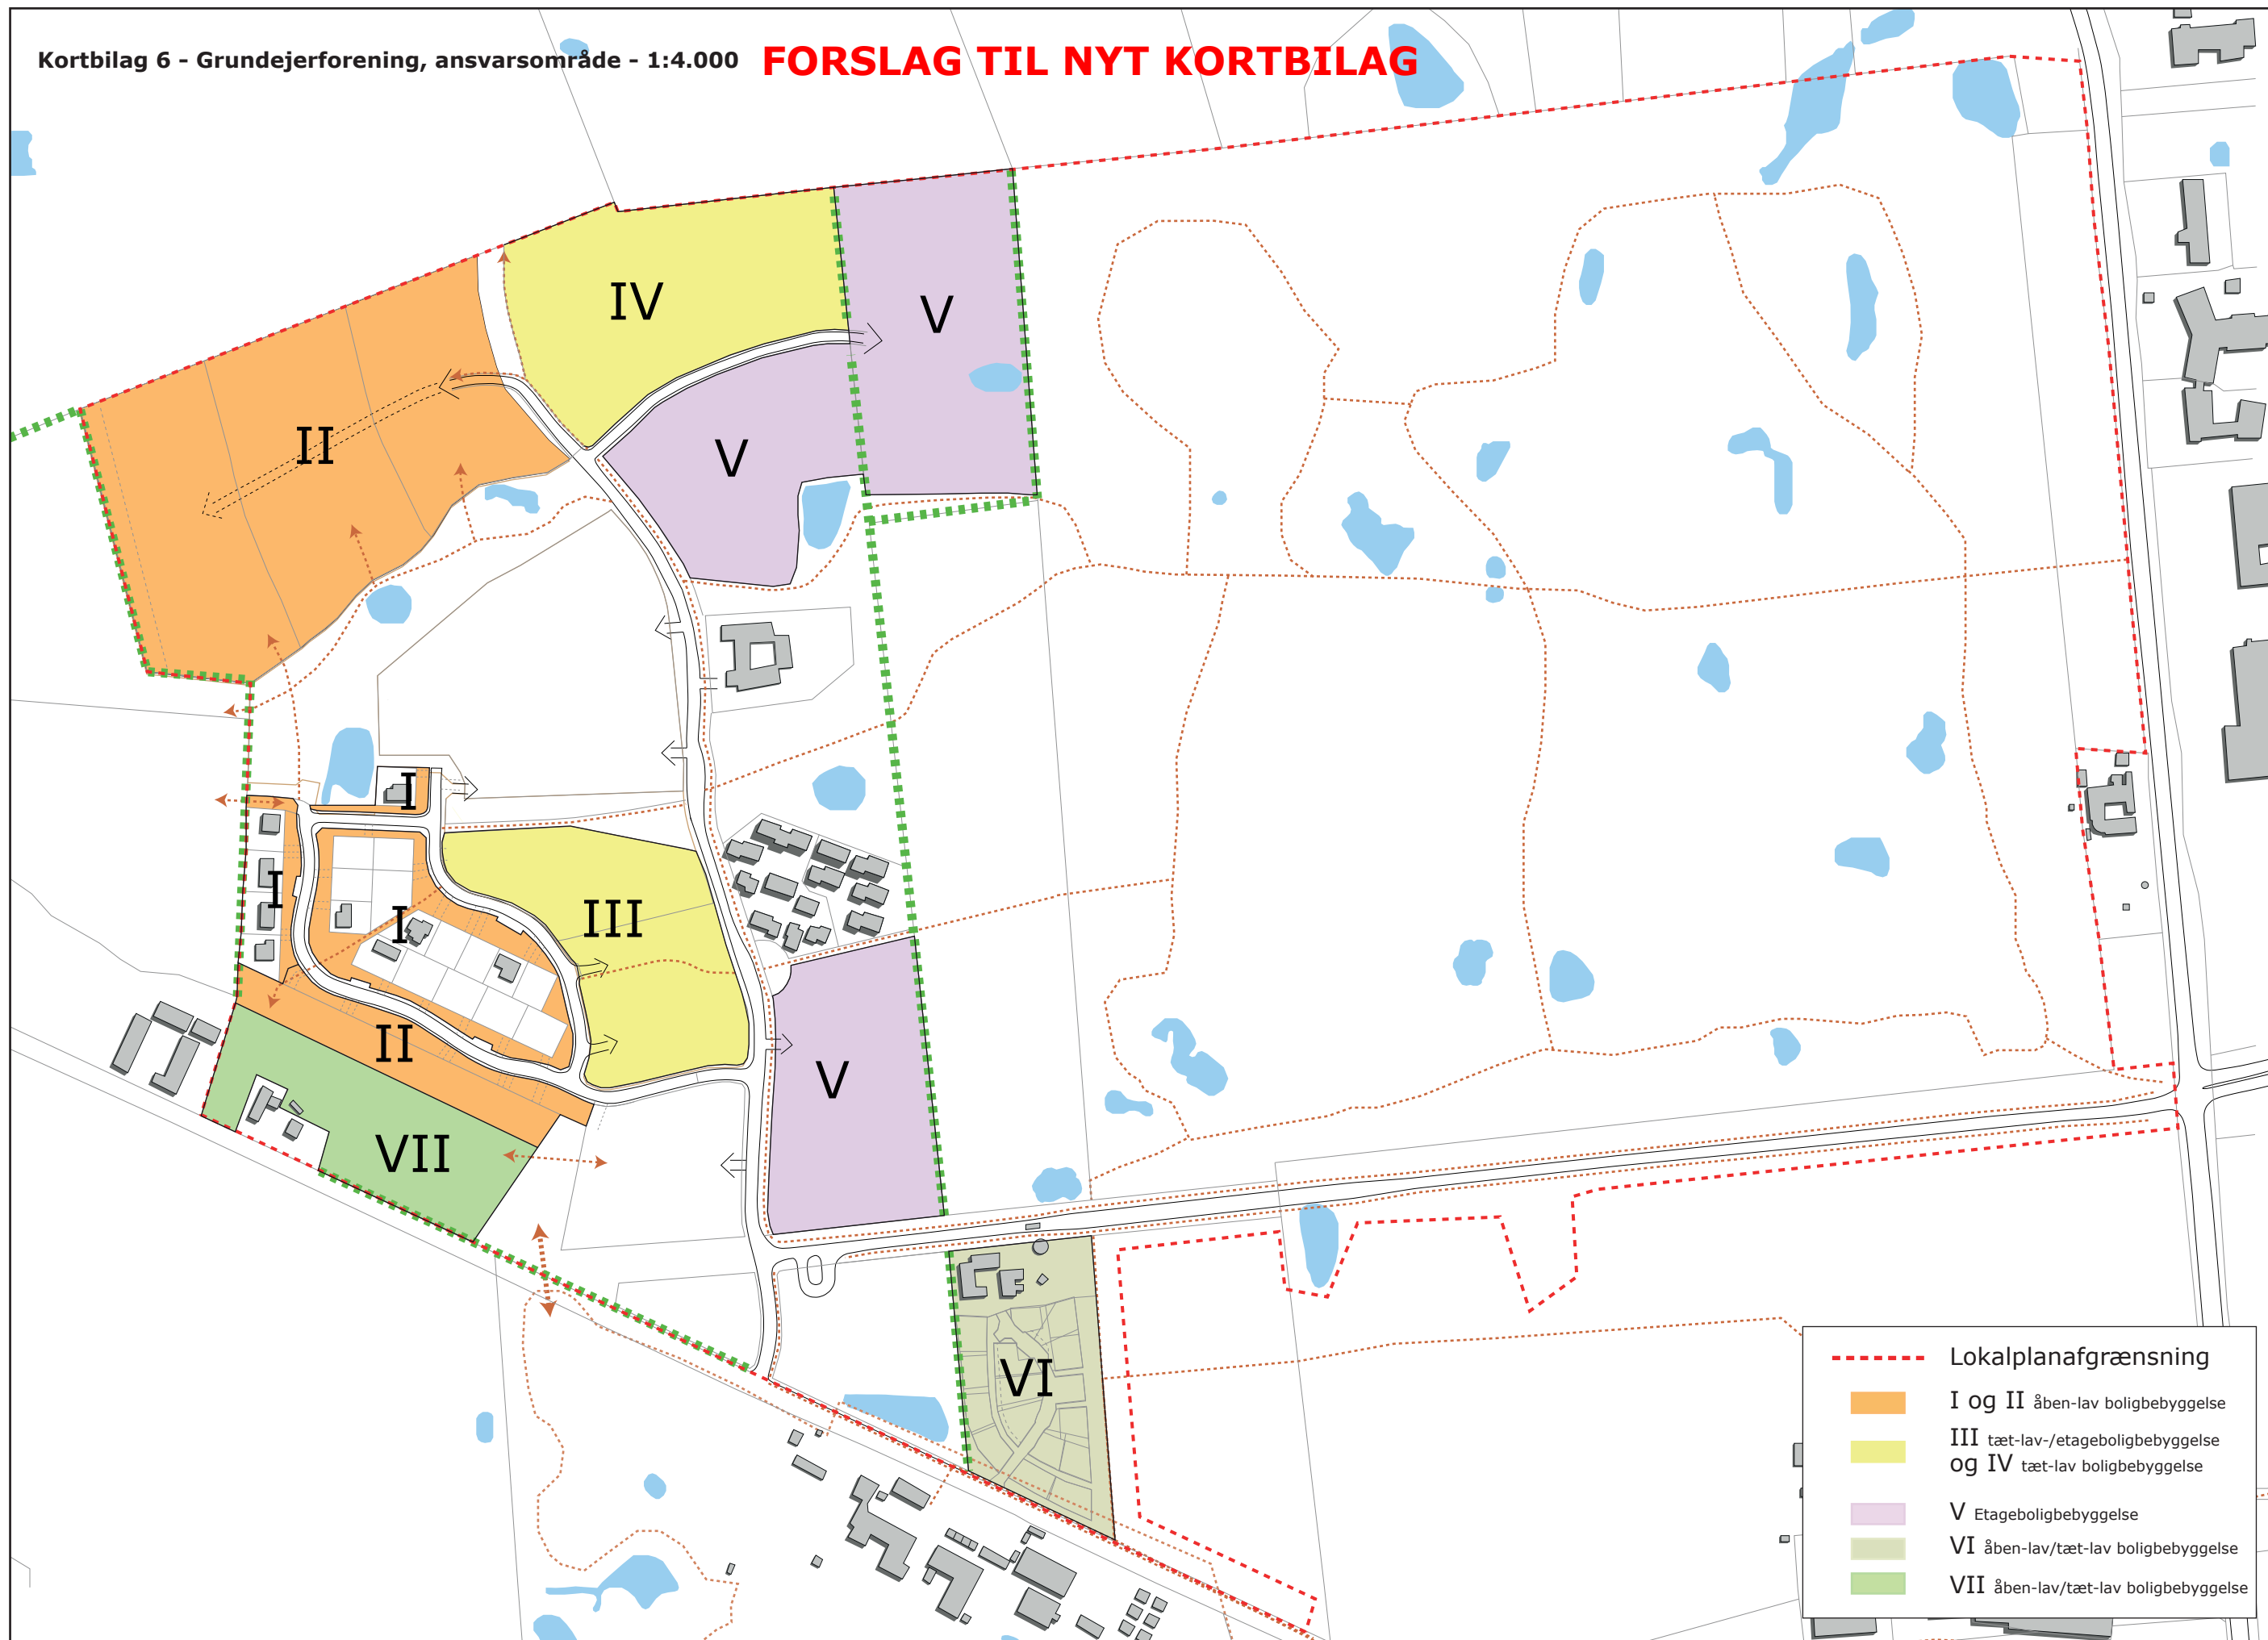 Kortbilag 6 - Grundejerforening, ansvarsområde - 1:4.000 FORSLAG TIL NYT KORTBILAG
IV
V
II
V
I
I
I
III
II
V
VII
VI
Lokalplanafgrænsning
I og II åben-lav boligbebyggelse
III tæt-lav-/etageboligbebyggelse
og IV tæt-lav boligbebyggelse
V Etageboligbebyggelse
VI åben-lav/tæt-lav boligbebyggelse
VII åben-lav/tæt-lav boligbebyggelse